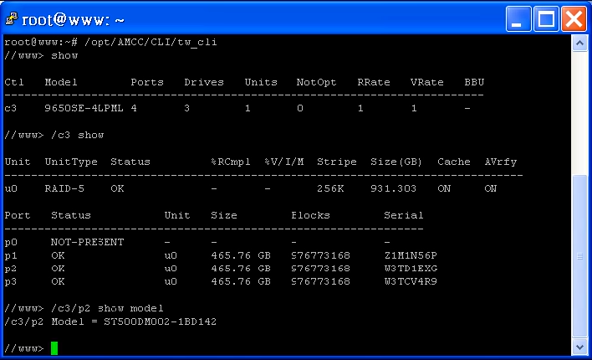 root@www: ~
root@www:~# /opt/AMCC/CLI/tw_cli
//www> show
Ctl Model Ports Drives Units NotOpt RRate VRate BBU
------------------------------------------------------------------------
c3 9650SE-4LPML 4 3 1 0 1 1 -
//www> /c3 show
Unit UnitType Status %RCmpl %V/I/M Stripe Size(GB) Cache AVrfy
------------------------------------------------------------------------------
u0 RAID-5 OK - - 256K 931.303 ON ON
Port Status Unit Size Blocks Serial
---------------------------------------------------------------
p0 NOT-PRESENT - - - -
p1 OK u0 465.76 GB 976773168 Z1M1N56P
p2 OK u0 465.76 GB 976773168 W3TD1EXG
p3 OK u0 465.76 GB 976773168 W3TCV4R9
//www> /c3/p2 show model
/c3/p2 Model = ST500DM002-1BD142
//www>